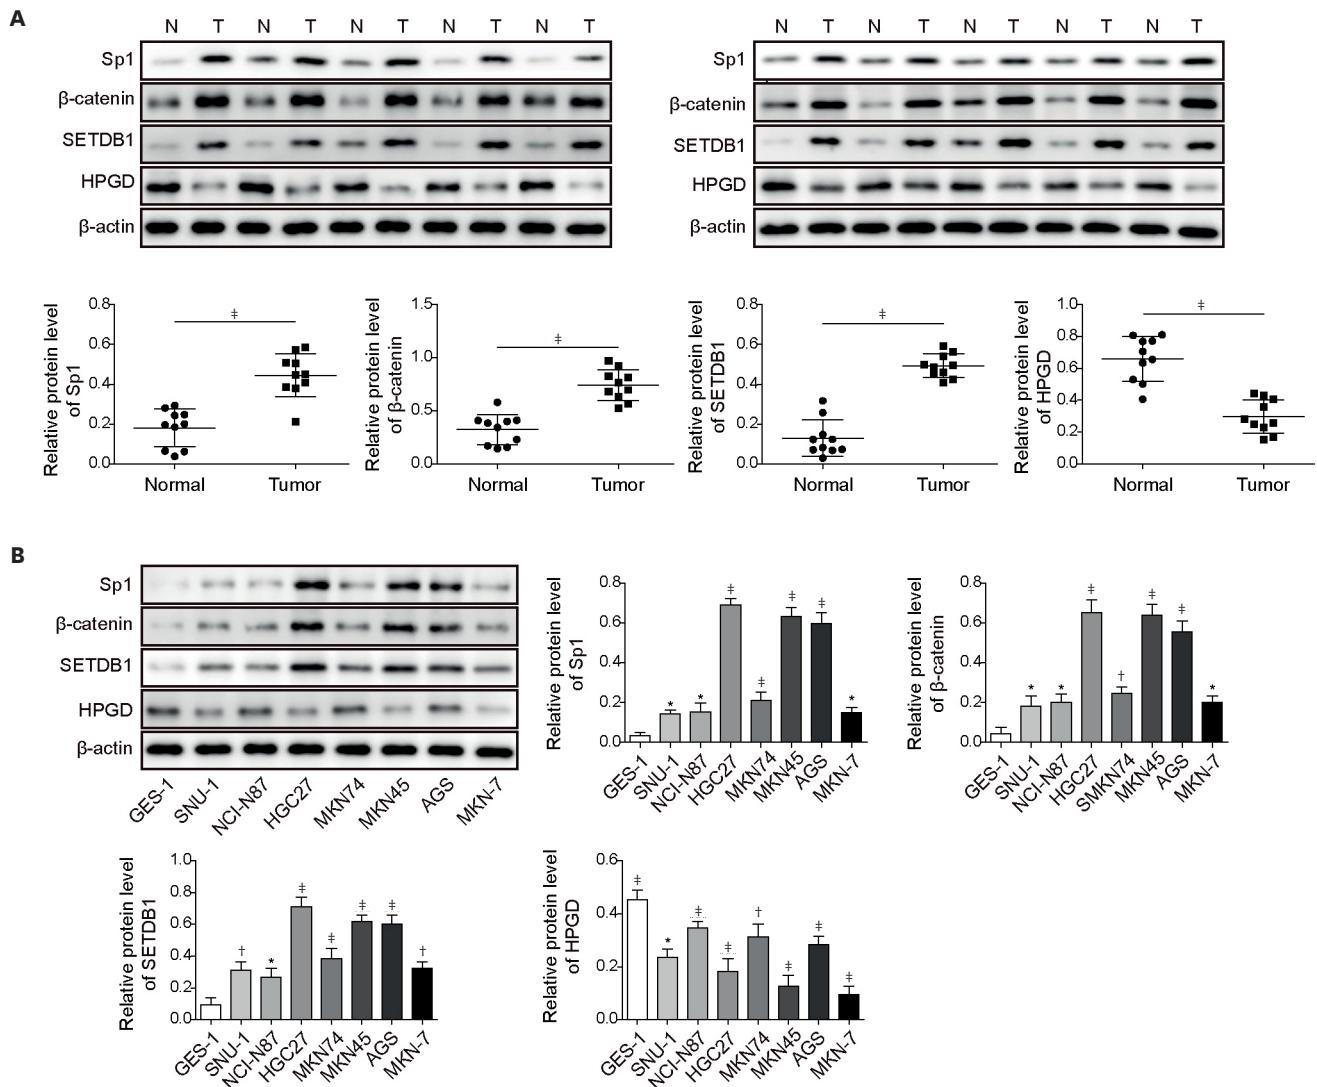 A
N T N T N T N T N T
Sp1
β-catenin
SETDB1
HPGD
β-actin
N T N T N T N T N T
Sp1
β-catenin
SETDB1
HPGD
β-actin
Relative protein level
of Sp1
0.8
0.6
0.4
0.2
0.0
‡
Normal Tumor
Relative protein level
of β-catenin
1.5
1.0
0.5
0.0
‡
Normal Tumor
Relative protein level
of SETDB1
0.8
0.6
0.4
0.2
0.0
‡
Normal Tumor
Relative protein level
of HPGD
1.0
0.8
0.6
0.4
0.2
0.0
‡
Normal Tumor
B
Sp1
β-catenin
SETDB1
HPGD
β-actin
GES-1 SNU-1 NCI-N87 HGC27 MKN74 MKN45 AGS MKN-7
Relative protein level
of Sp1
0.8
0.6
0.4
0.2
0.0
* * ‡ ‡ ‡ ‡ *
GES-1 SNU-1 NCI-N87 HGC27 MKN74 MKN45 AGS MKN-7
Relative protein level
of β-catenin
0.8
0.6
0.4
0.2
0.0
* * ‡ † ‡ ‡ *
GES-1 SNU-1 NCI-N87 HGC27 SMKN74 MKN45 AGS MKN-7
Relative protein level
of SETDB1
1.0
0.8
0.6
0.4
0.2
0.0
† * ‡ ‡ ‡ ‡ †
GES-1 SNU-1 NCI-N87 HGC27 MKN74 MKN45 AGS MKN-7
Relative protein level
of HPGD
0.6
0.4
0.2
0.0
‡ * ‡ ‡ † ‡ ‡ ‡
GES-1 SNU-1 NCI-N87 HGC27 MKN74 MKN45 AGS MKN-7